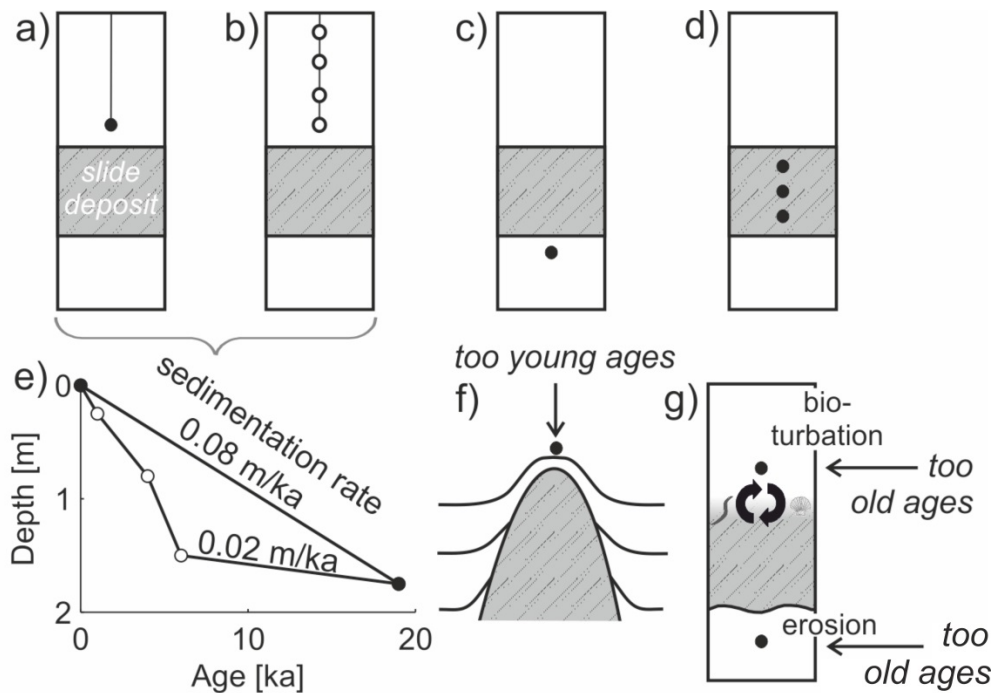 a)
b)
c)
d)
slide
deposit
e)
sedimentation rate
0.08 m/ka
0.02 m/ka
0
1
2
Depth [m]
0
10
20
Age [ka]
too young ages
f)
g)
bio-
turbation
too
old ages
erosion
too
old ages